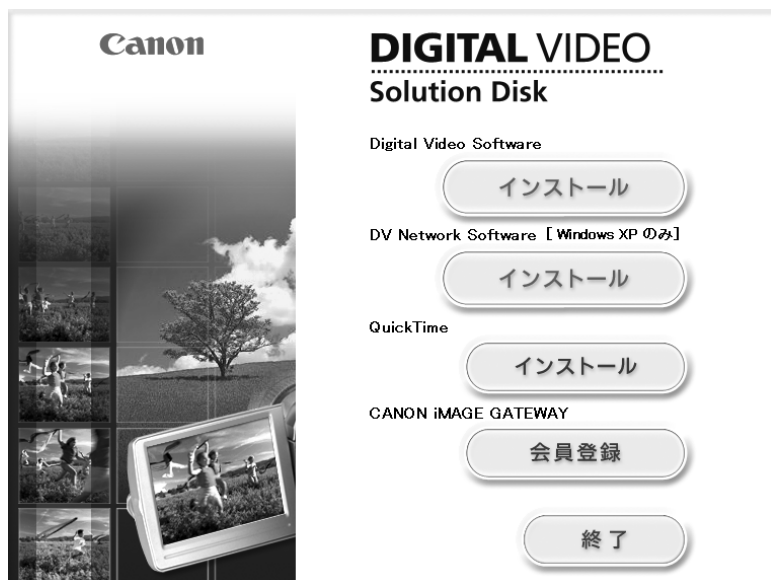 Canon
DIGITAL VIDEO
Solution Disk
Digital Video Software
インストール
DV Network Software [Windows XP のみ]
インストール
QuickTime
インストール
CANON iMAGE GATEWAY
会員登録
終了